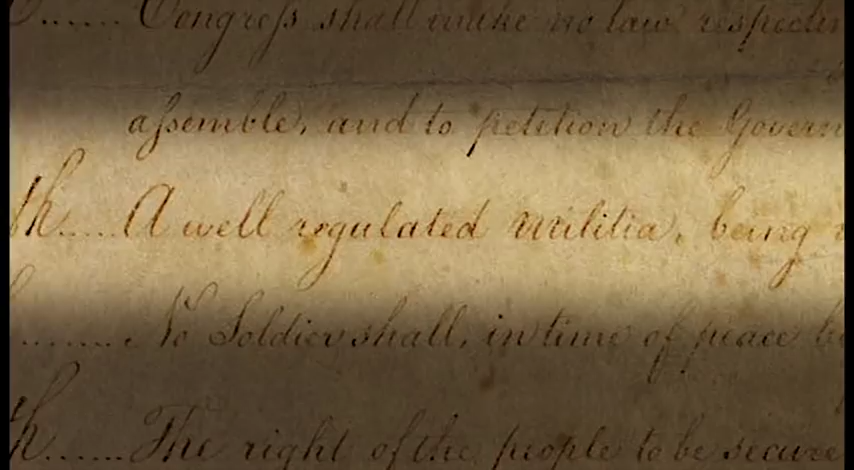 ...... Congreſs shall make no law respectin
aſsemble, and to petition the Govern
th..... A well regulated militia, being
........ No Soldier shall, in time of peace b
h...... The right of the people to be secure